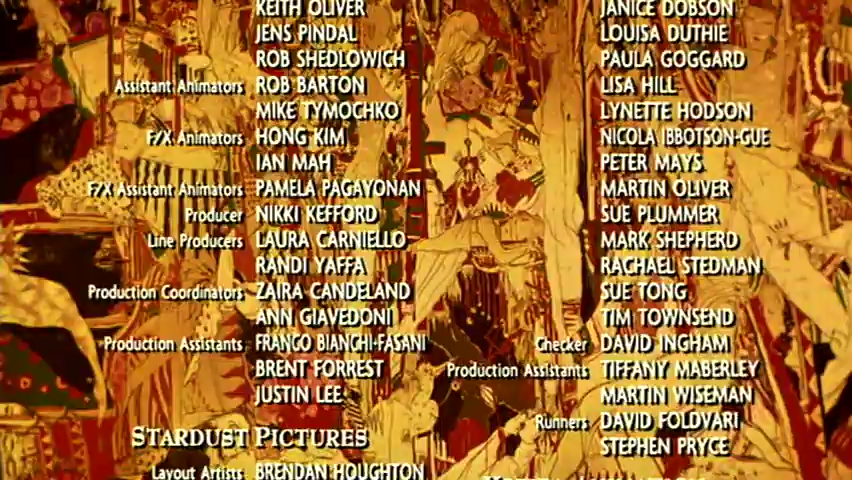 KEITH OLIVER
JENS PINDAL
ROB SHEDLOWICH
Assistant Animators ROB BARTON
MIKE TYMOCHKO
F/X Animators HONG KIM
IAN MAH
F/X Assistant Animators PAMELA PAGAYONAN
Producer NIKKI KEFFORD
Line Producers LAURA CARNIELLO
RANDI YAFFA
Production Coordinators ZAIRA CANDELAND
ANN GIAVEDONI
Production Assistants FRANCO BIANCHI-FASANI
BRENT FORREST
JUSTIN LEE
STARDUST PICTURES
Layout Artists BRENDAN HOUGHTON
JANICE DOBSON
LOUISA DUTHIE
PAULA GOGGARD
LISA HILL
LYNETTE HODSON
NICOLA IBBOTSON-GUE
PETER MAYS
MARTIN OLIVER
SUE PLUMMER
MARK SHEPHERD
RACHAEL STEDMAN
SUE TONG
TIM TOWNSEND
Checker DAVID INGHAM
Production Assistants TIFFANY MABERLEY
MARTIN WISEMAN
Runners DAVID FOLDVARI
STEPHEN PRYCE